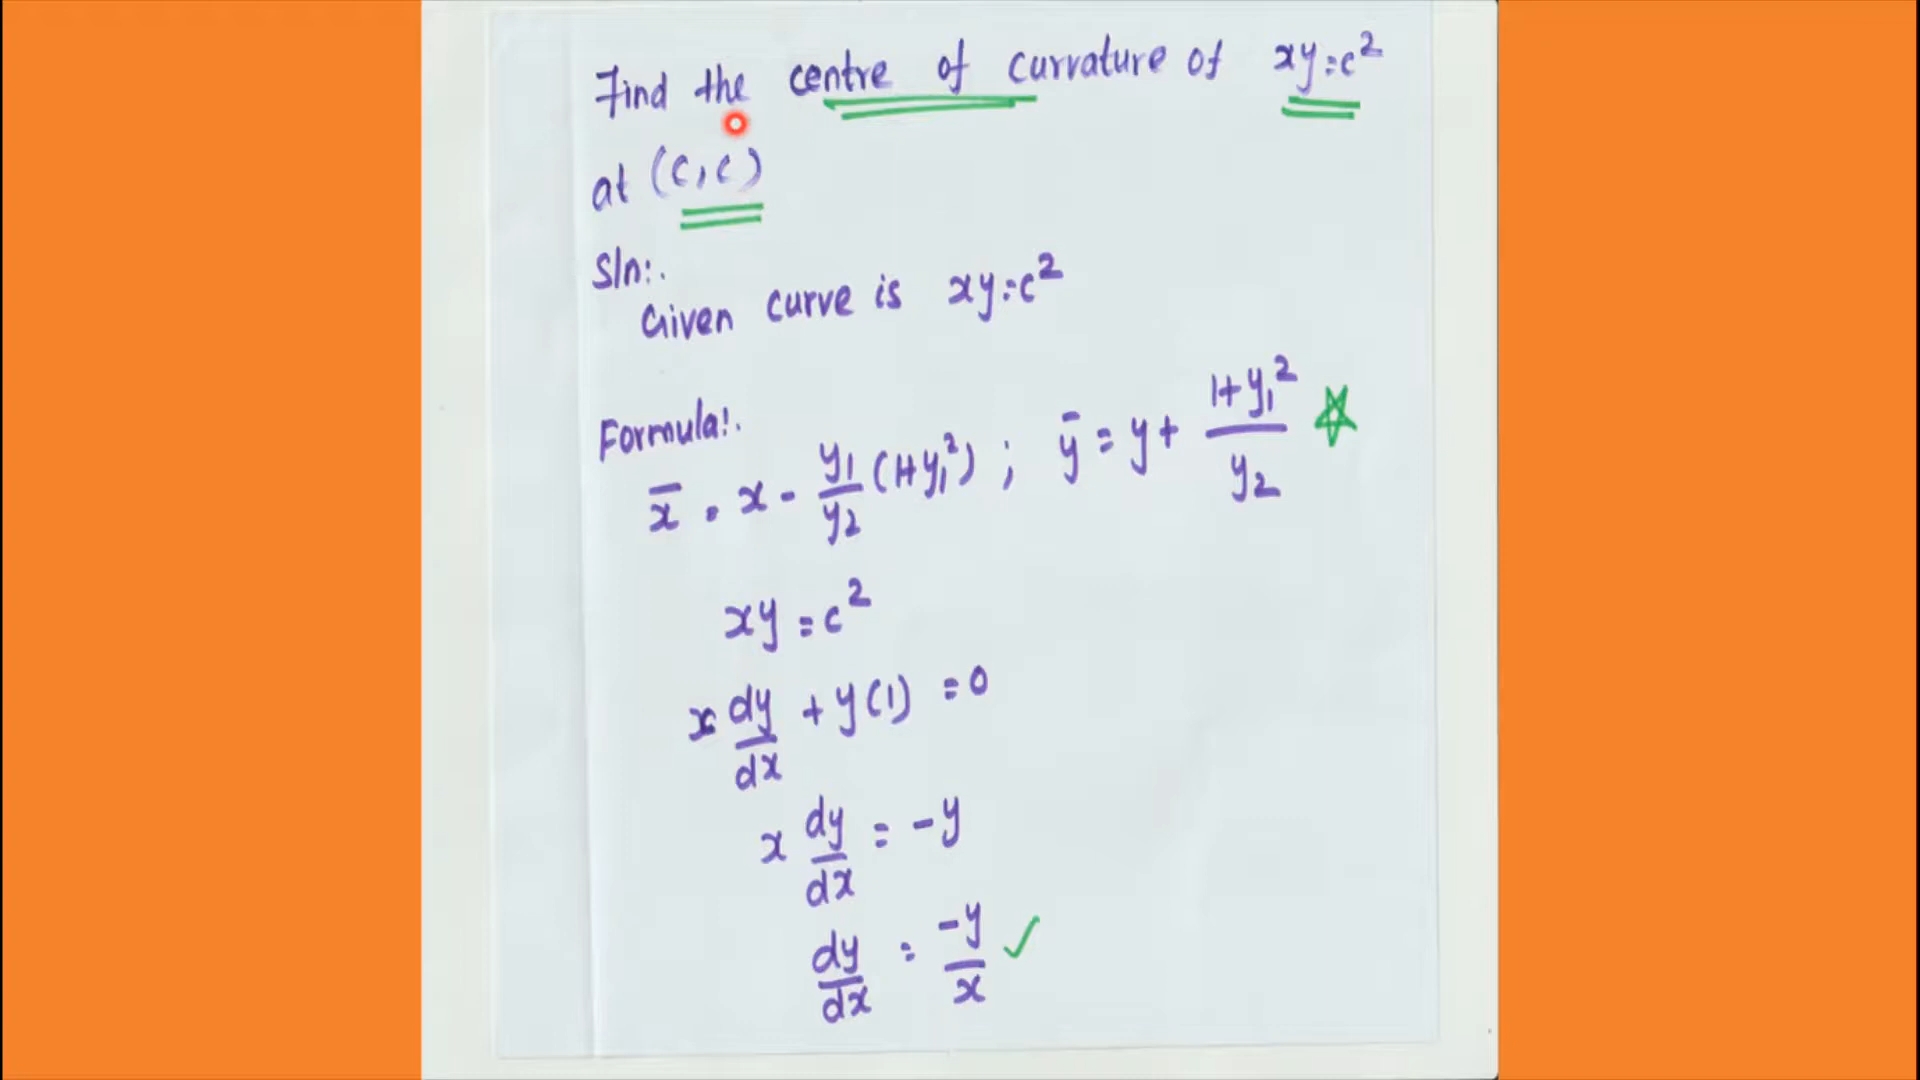 Find the centre of curvature of xy=c²
at (c,c)
Sln:.
Given curve is xy=c²
Formula:.
x̄ = x - y₁/y₂ (1+y₁²) ; ȳ = y + (1+y₁²)/y₂
xy = c²
x dy/dx + y(1) = 0
x dy/dx = -y
dy/dx = -y/x